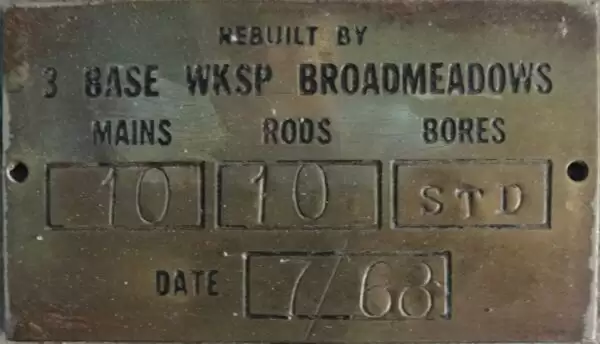 REBUILT BY
3 BASE WKSP BROADMEADOWS
MAINS RODS BORES
10 10 STD
DATE 7/68